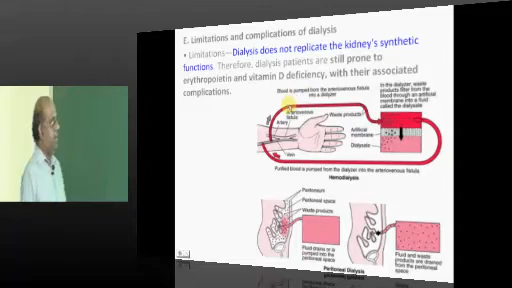 E. Limitations and complications of dialysis
• Limitations—Dialysis does not replicate the kidney's synthetic
functions. Therefore, dialysis patients are still prone to
erythropoietin and vitamin D deficiency, with their associated
complications.
Blood is pumped from the arteriovenous fistula
into a dialyzer
In the dialyzer, waste
products filter from the
blood through an artificial
membrane into a fluid
called the dialysate
Arteriovenous
fistula
Artery
Waste products
Artificial
membrane
Dialysate
Vein
Purified blood is pumped from the dialyzer into the arteriovenous fistula
Hemodialysis
Peritoneum
Peritoneal space
Waste products
Fluid drains or is
pumped into the
peritoneal space
Fluid and waste
products are drained
from the peritoneal
space
Peritoneal Dialysis